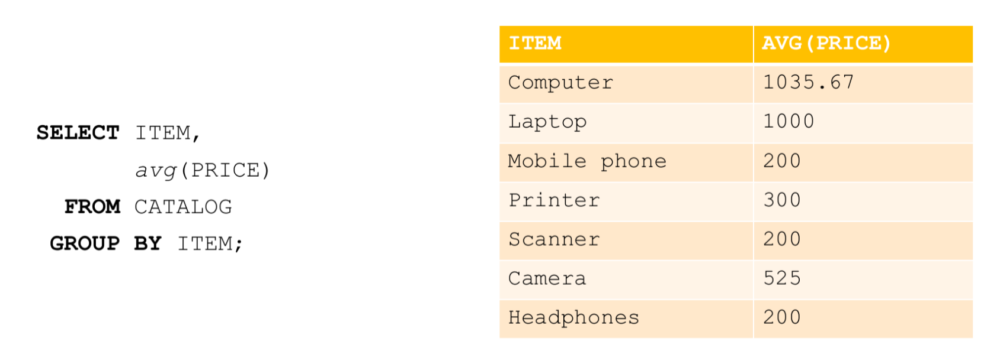 SELECT ITEM,
avg(PRICE)
FROM CATALOG
GROUP BY ITEM;
ITEM AVG(PRICE)
Computer 1035.67
Laptop 1000
Mobile phone 200
Printer 300
Scanner 200
Camera 525
Headphones 200